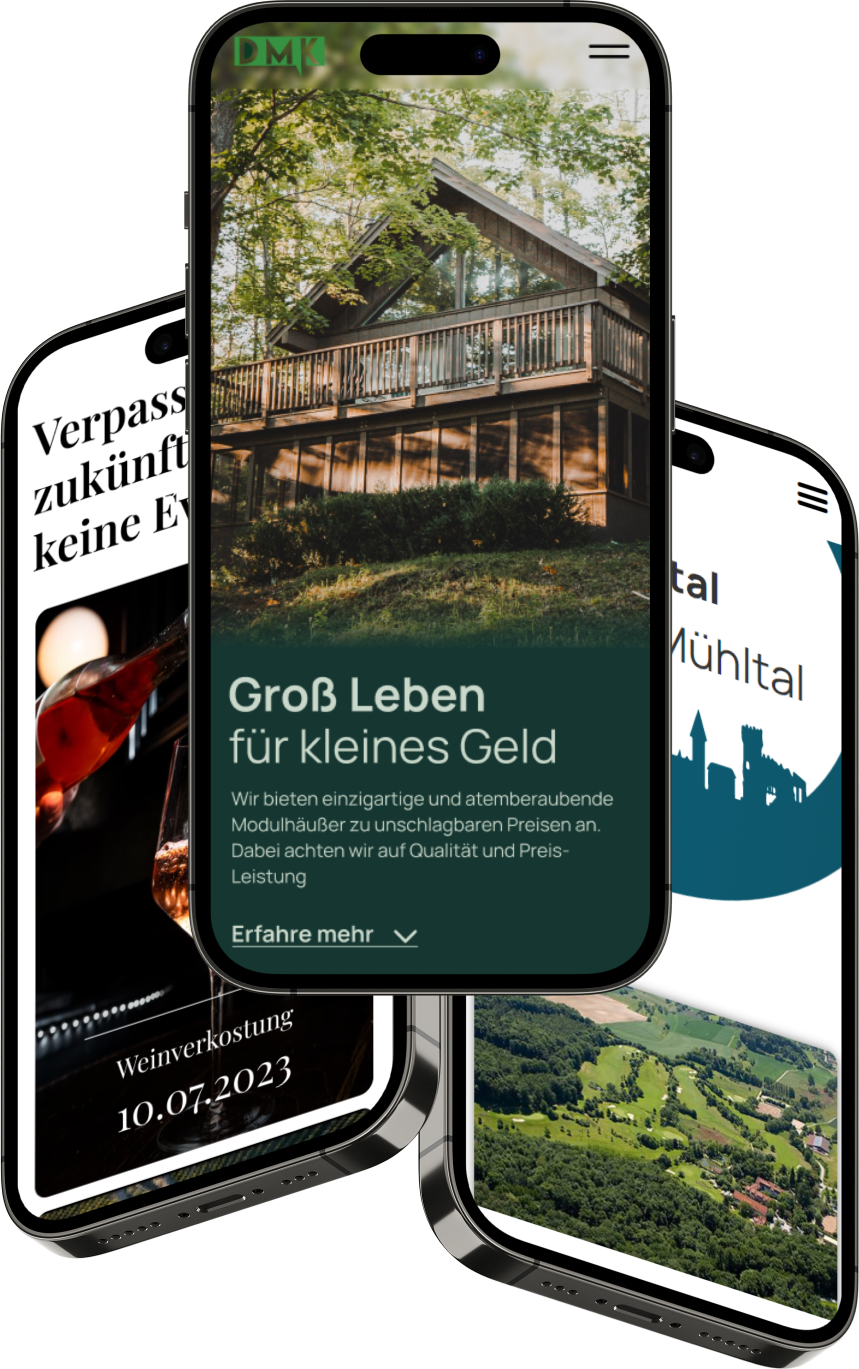 DMK
Groß Leben
für kleines Geld
Wir bieten einzigartige und atemberaubende
Modulhäußer zu unschlagbaren Preisen an.
Dabei achten wir auf Qualität und Preis-
Leistung
Erfahre mehr
Verpass
zukünft
keine Ev
Weinverkostung
10.07.2023
tal
Mühltal